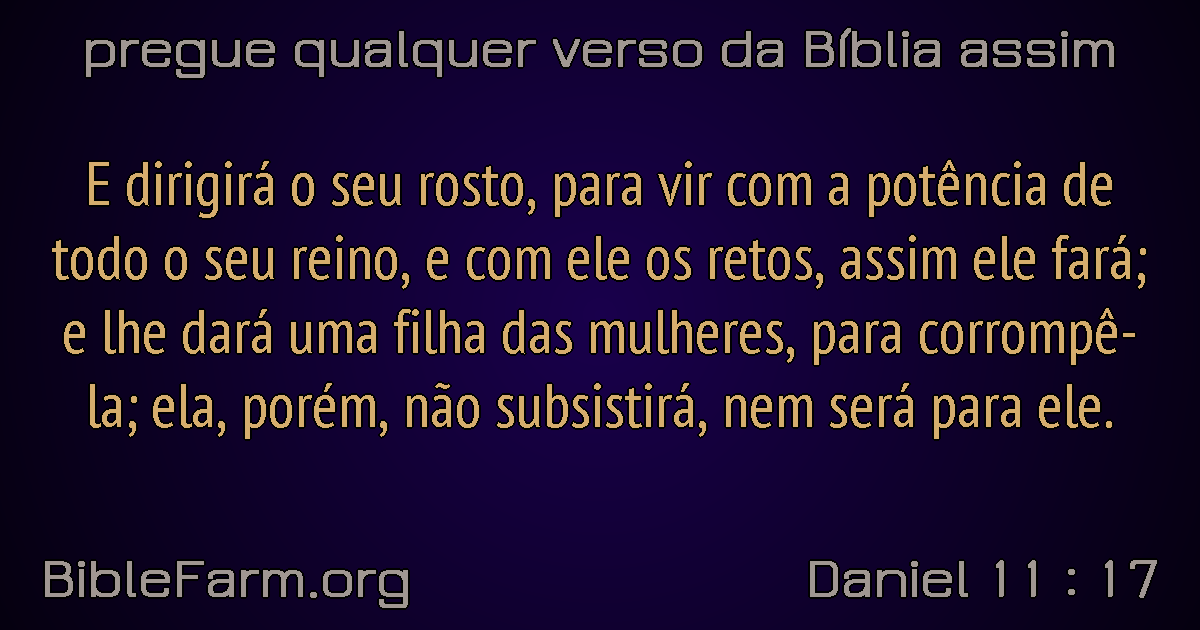 pregue qualquer verso da Bíblia assim
E dirigirá o seu rosto, para vir com a potência de
todo o seu reino, e com ele os retos, assim ele fará;
e lhe dará uma filha das mulheres, para corrompê-
la; ela, porém, não subsistirá, nem será para ele.
BibleFarm.org
Daniel 11 : 17